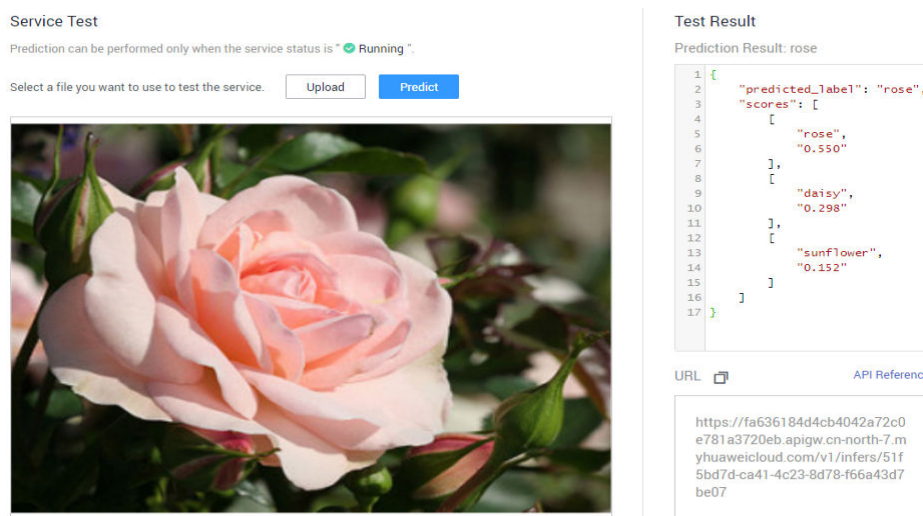 Service Test
Prediction can be performed only when the service status is " Running ".
Select a file you want to use to test the service. Upload Predict
Test Result
Prediction Result: rose
1 {
2 "predicted_label": "rose",
3 "scores": [
4 [
5 "rose",
6 "0.550"
7 ],
8 [
9 "daisy",
10 "0.298"
11 ],
12 [
13 "sunflower",
14 "0.152"
15 ]
16 ]
17 }
URL API Referenc
https://fa636184d4cb4042a72c0
e781a3720eb.apigw.cn-north-7.m
yhuaweicloud.com/v1/infers/51f
5bd7d-ca41-4c23-8d78-f66a43d7
be07